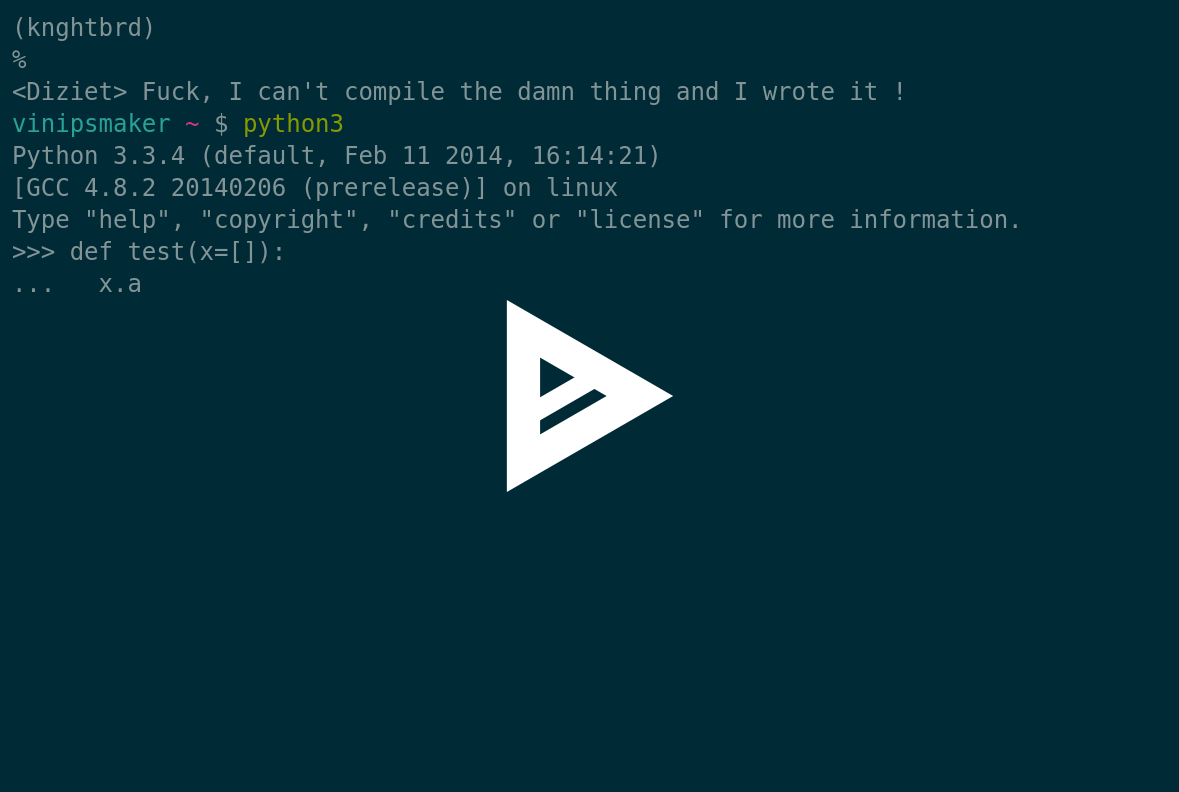 (knghtbrd)
%
<Diziet> Fuck, I can't compile the damn thing and I wrote it !
vinipsmaker ~ $ python3
Python 3.3.4 (default, Feb 11 2014, 16:14:21)
[GCC 4.8.2 20140206 (prerelease)] on linux
Type "help", "copyright", "credits" or "license" for more information.
>>> def test(x=[]):
...   x.a